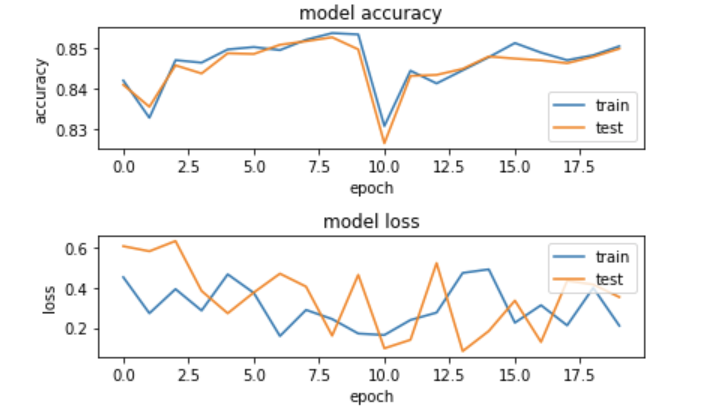 model accuracy
0.85
0.84
0.83
accuracy
train
test
0.0 2.5 5.0 7.5 10.0 12.5 15.0 17.5
epoch
model loss
0.6
0.4
0.2
loss
train
test
0.0 2.5 5.0 7.5 10.0 12.5 15.0 17.5
epoch